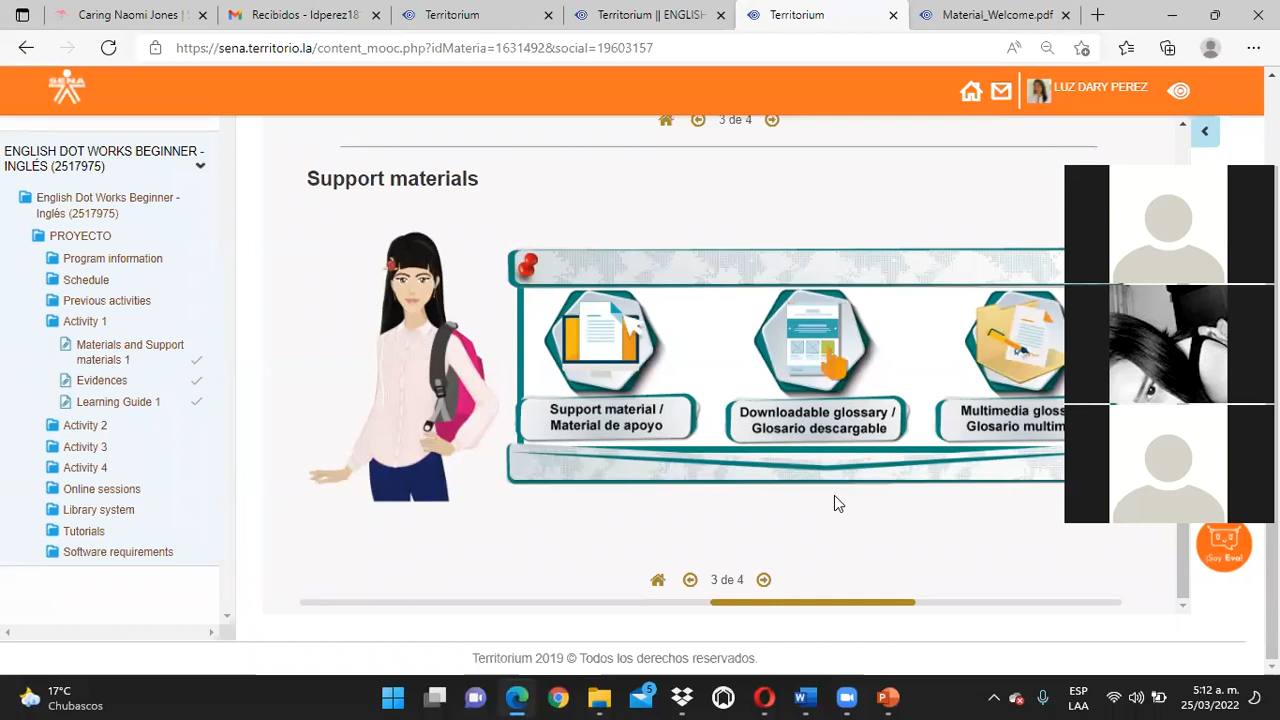 Caring Naomi Jones | S
Recibidos - ldperez18
Territorium
Territorium || ENGLISH
Territorium
Material_Welcome.pdf
https://sena.territorio.la/content_mooc.php?idMateria=1631492&social=19603157
SENA
LUZ DARY PEREZ
ENGLISH DOT WORKS BEGINNER -
INGLÉS (2517975)
English Dot Works Beginner -
Inglés (2517975)
PROYECTO
Program information
Schedule
Previous activities
Activity 1
Materials and Support
materials 1
Evidences
Learning Guide 1
Activity 2
Activity 3
Activity 4
Online sessions
Library system
Tutorials
Software requirements
3 de 4
Support materials
Support material /
Material de apoyo
Downloadable glossary /
Glosario descargable
Multimedia gloss
Glosario multim
3 de 4
¡Soy Eva!
Territorium 2019 © Todos los derechos reservados.
17°C
Chubascos
5
ESP
LAA
5:12 a. m.
25/03/2022